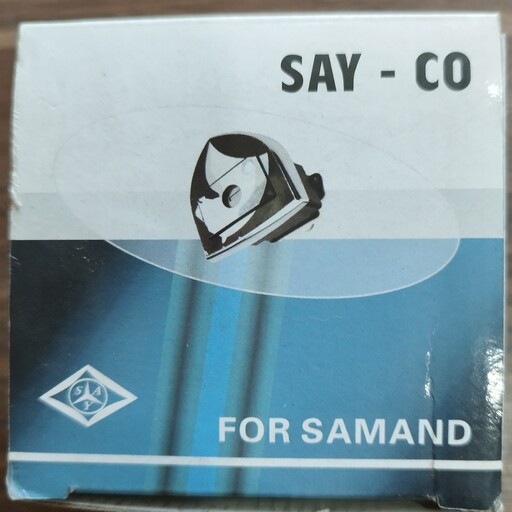 SAY - CO
S A
Y
FOR SAMAND